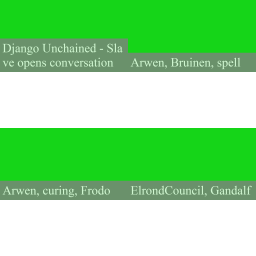 Django Unchained - Sla
ve opens conversation
Arwen, Bruinen, spell
Arwen, curing, Frodo
ElrondCouncil, Gandalf